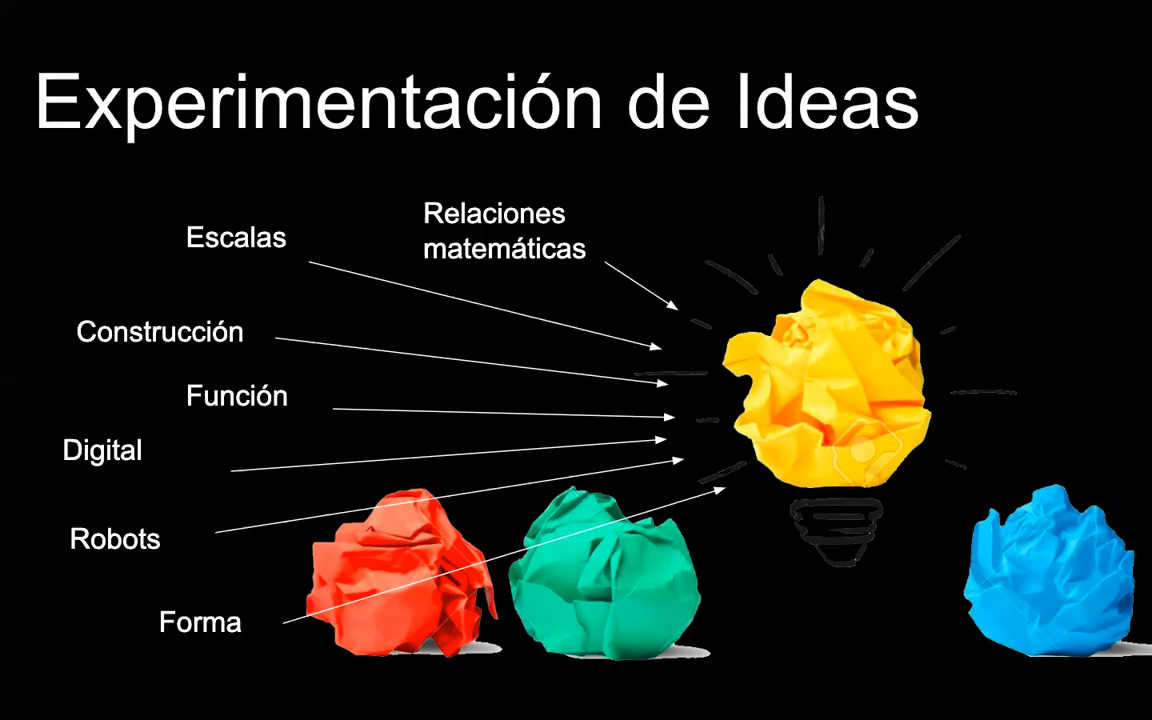 Experimentación de Ideas
Relaciones
matemáticas
Escalas
Construcción
Función
Digital
Robots
Forma